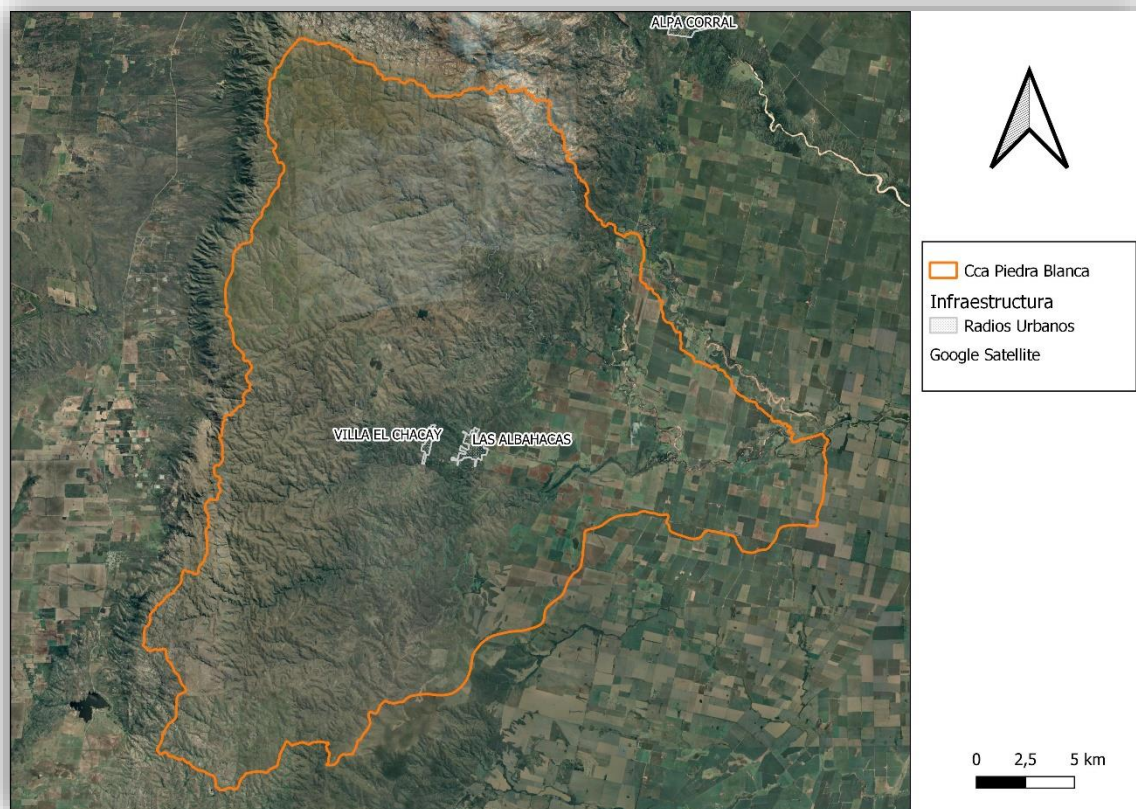 ALPA CORRAL
VILLA EL CHACAY
LAS ALBAHACAS
Cca Piedra Blanca
Infraestructura
Radios Urbanos
Google Satellite
0 2,5 5 km